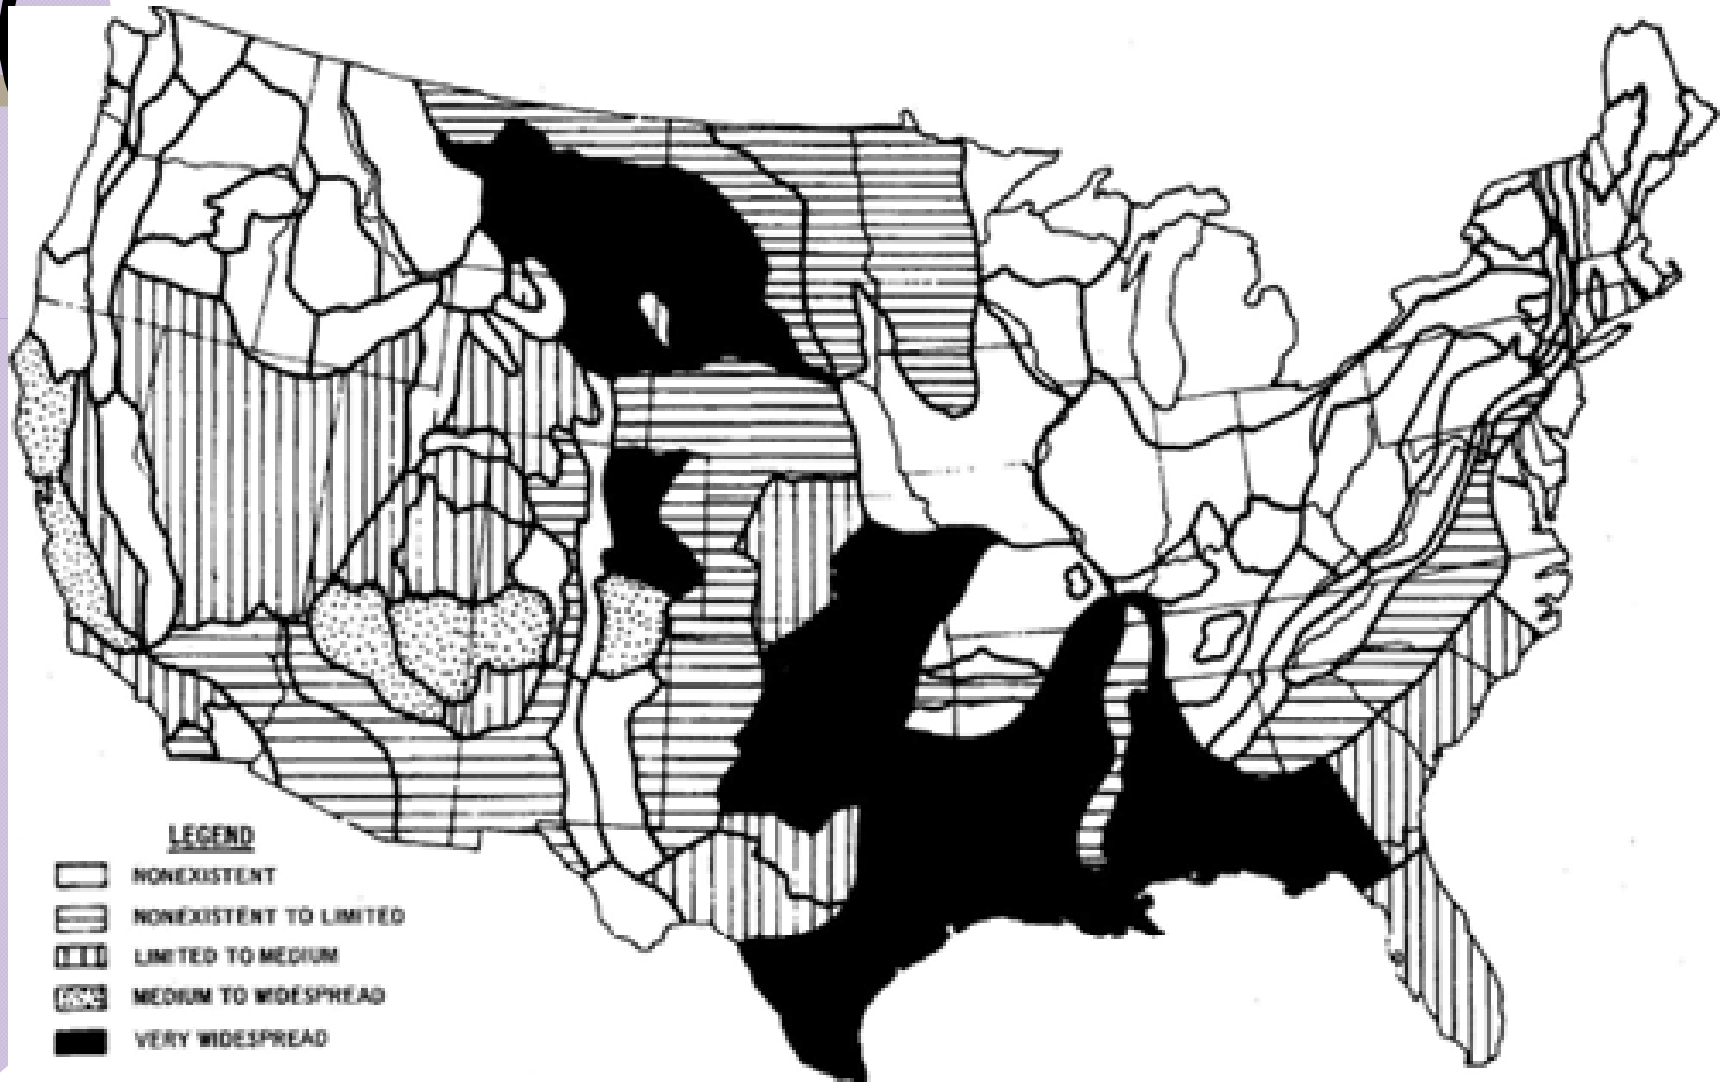 LEGEND
NONEXISTENT
NONEXISTENT TO LIMITED
LIMITED TO MEDIUM
MEDIUM TO WIDESPREAD
VERY WIDESPREAD